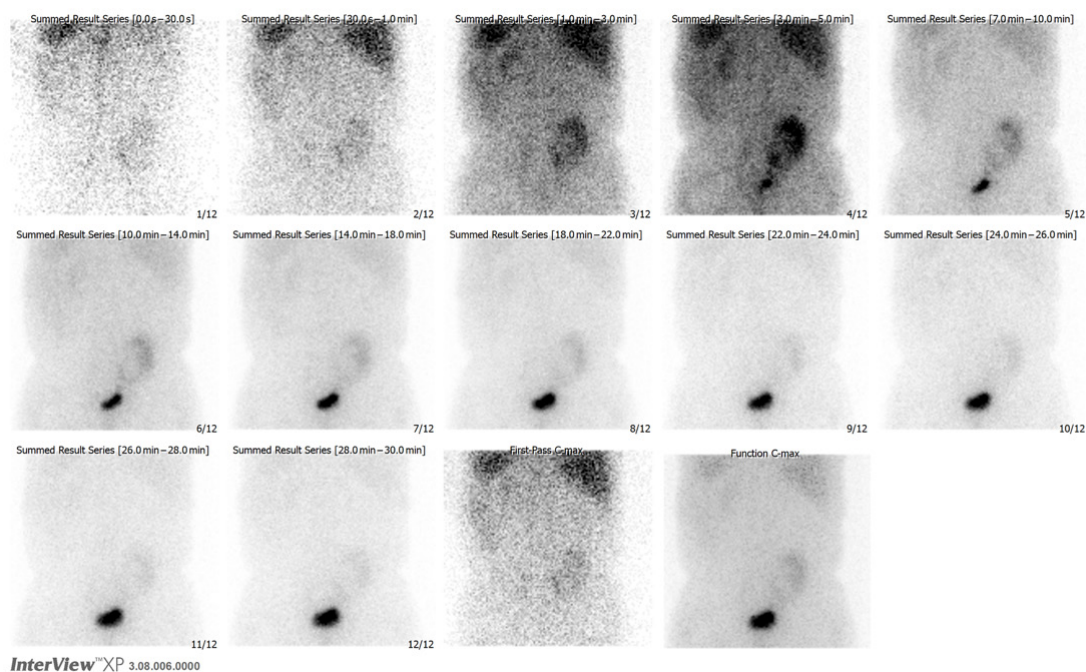 Summed Result Series [0.0 s−30.0 s]
Summed Result Series [30.0 s−1.0 min]
Summed Result Series [1.0 min−3.0 min]
Summed Result Series [3.0 min−5.0 min]
Summed Result Series [7.0 min−10.0 min]
1/12
2/12
3/12
4/12
5/12
Summed Result Series [10.0 min−14.0 min]
Summed Result Series [14.0 min−18.0 min]
Summed Result Series [18.0 min−22.0 min]
Summed Result Series [22.0 min−24.0 min]
Summed Result Series [24.0 min−26.0 min]
6/12
7/12
8/12
9/12
10/12
Summed Result Series [26.0 min−28.0 min]
Summed Result Series [28.0 min−30.0 min]
First-Pass C-max
Function C-max
11/12
12/12
InterView™XP 3.08.006.0000